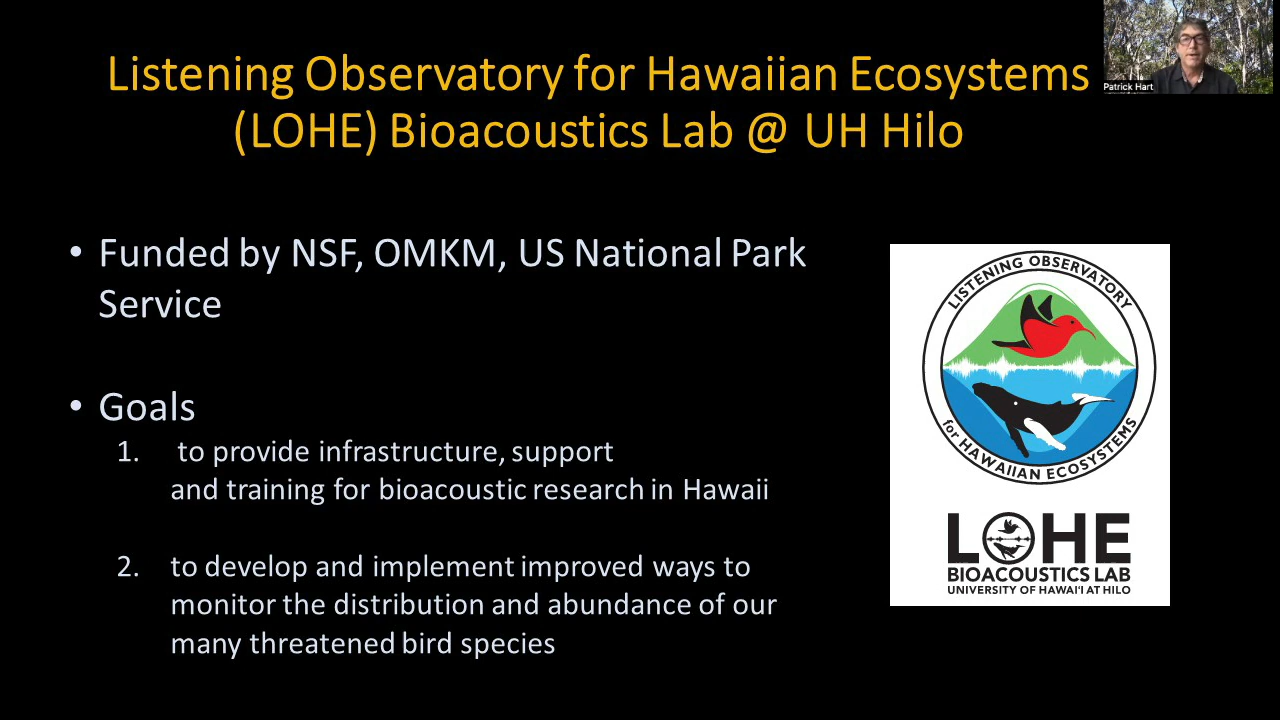 Listening Observatory for Hawaiian Ecosystems
(LOHE) Bioacoustics Lab @ UH Hilo
Patrick Hart
• Funded by NSF, OMKM, US National Park
Service
• Goals
1. to provide infrastructure, support
and training for bioacoustic research in Hawaii
2. to develop and implement improved ways to
monitor the distribution and abundance of our
many threatened bird species
LISTENING OBSERVATORY
for HAWAIIAN ECOSYSTEMS
LOHE
BIOACOUSTICS LAB
UNIVERSITY OF HAWAIʻI AT HILO